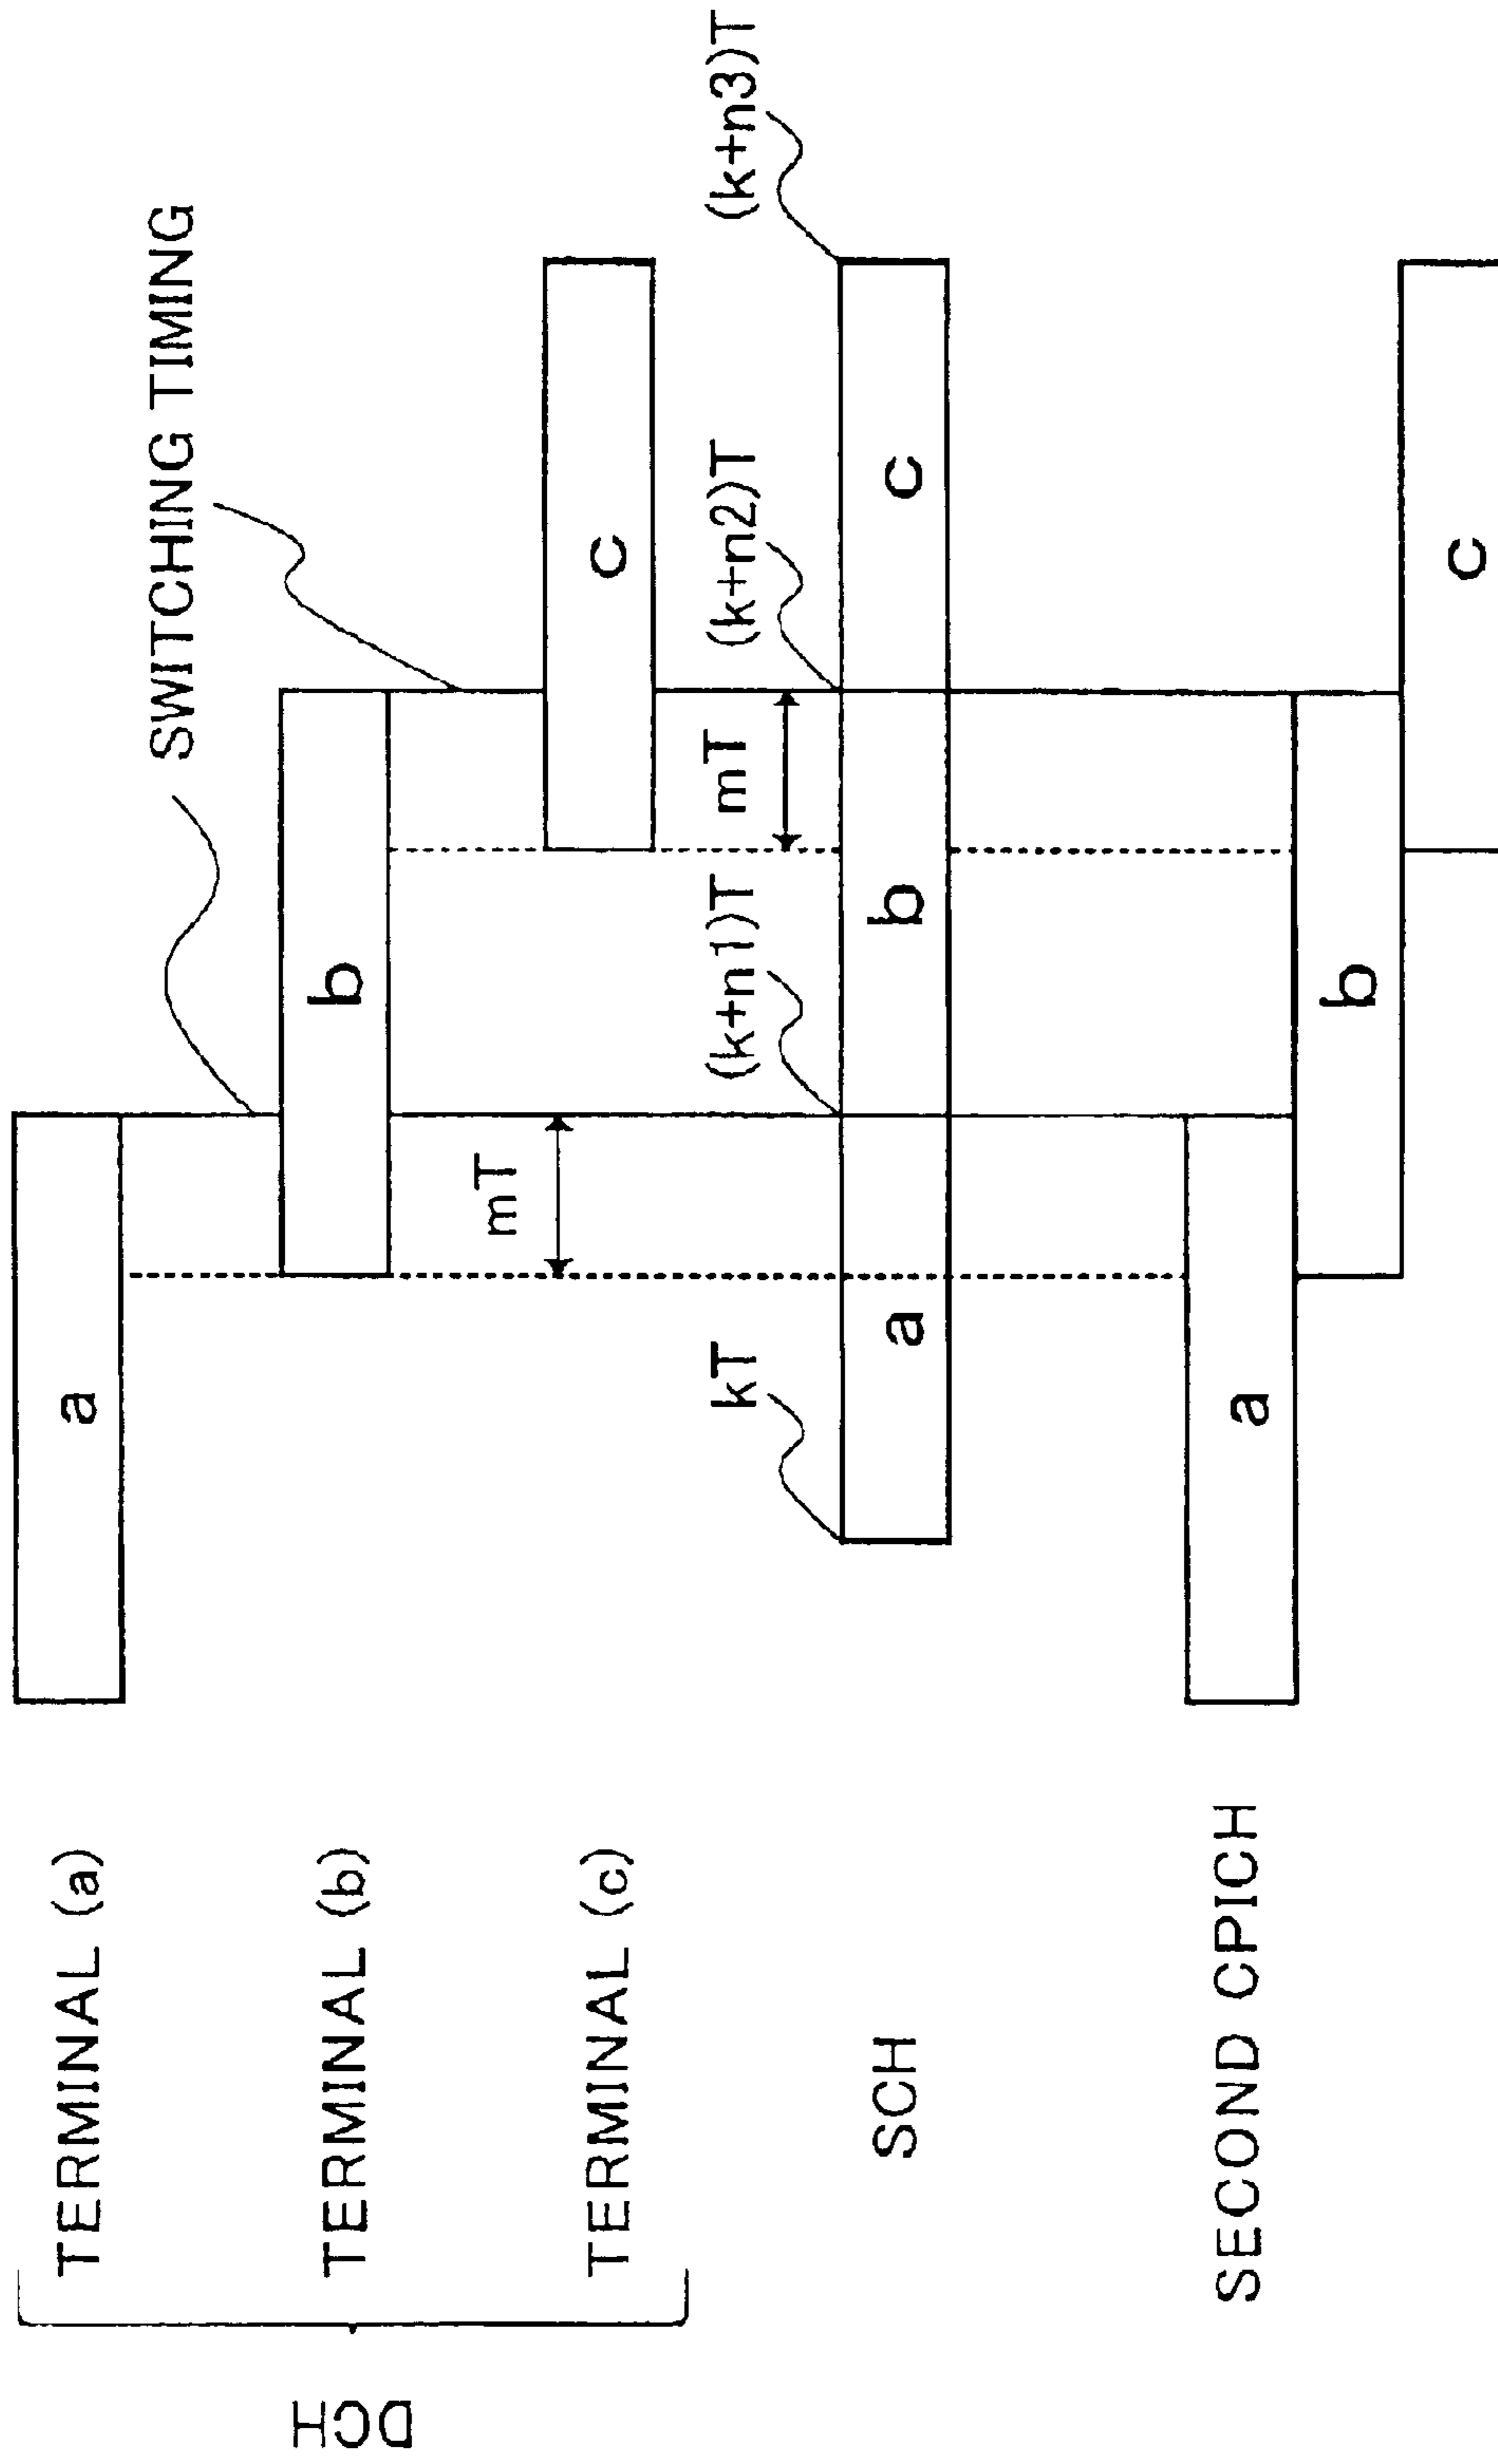 SWITCHING TIMING
DCH
TERMINAL (a)
a
TERMINAL (b)
b
TERMINAL (c)
c
mT
mT
kT
(k+n1)T
(k+n2)T
(k+n3)T
SCH
a
b
c
SECOND CPICH
a
b
c